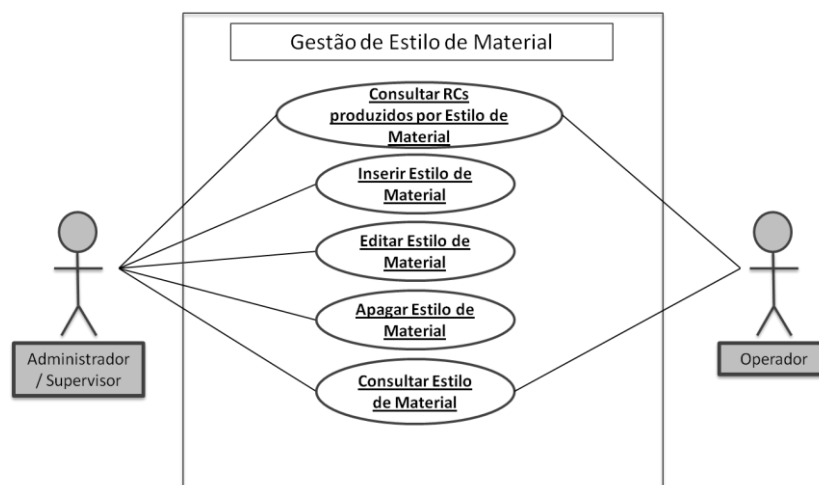 Gestão de Estilo de Material
Consultar RCs
produzidos por Estilo de
Material
Inserir Estilo de
Material
Editar Estilo de
Material
Apagar Estilo de
Material
Consultar Estilo
de Material
Administrador
/ Supervisor
Operador